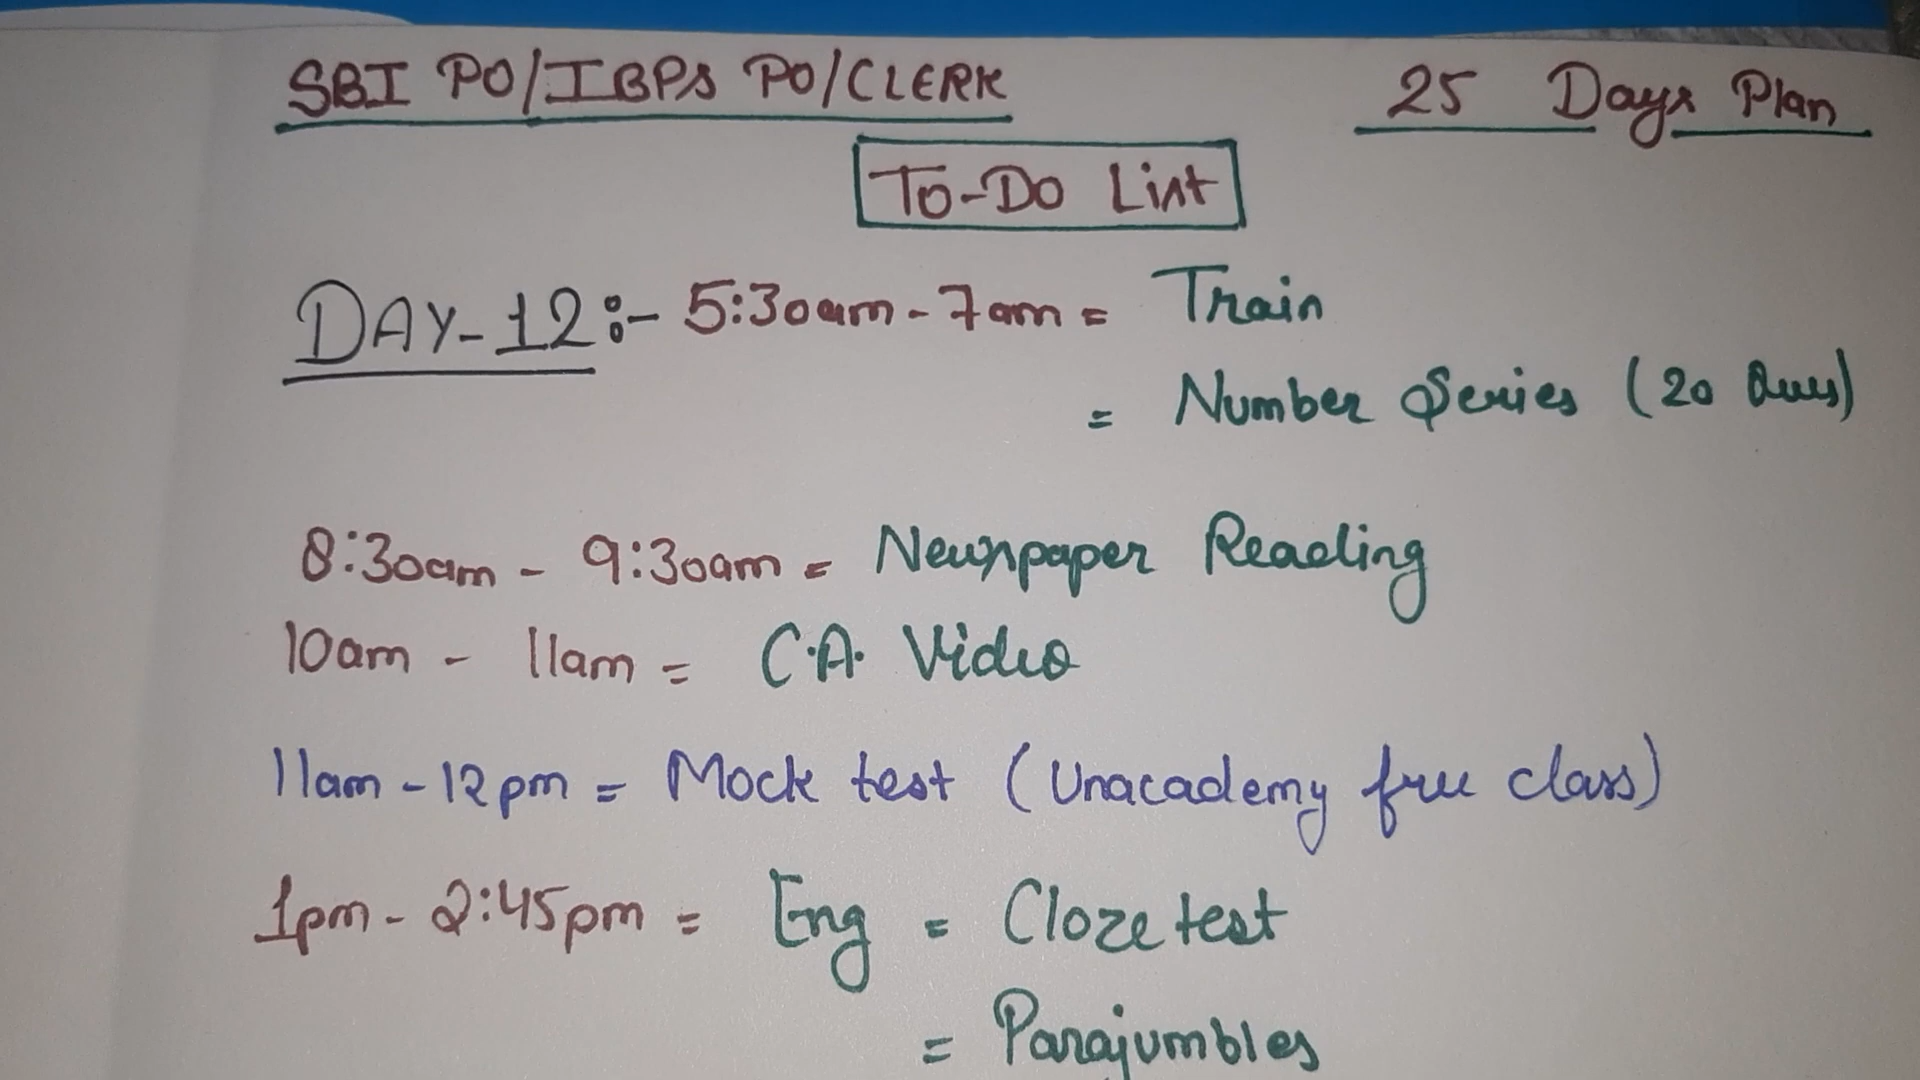 SBI PO/IBPS PO/CLERK 25 Days Plan
To-Do List
DAY-12:- 5:30am - 7am = Train
= Number Series (20 Ques)
8:30am - 9:30am = Newspaper Reading
10am - 11am = C.A. Video
11am - 12pm = Mock test (Unacademy free class)
1pm - 2:45pm = Eng = Cloze test
= Parajumbles